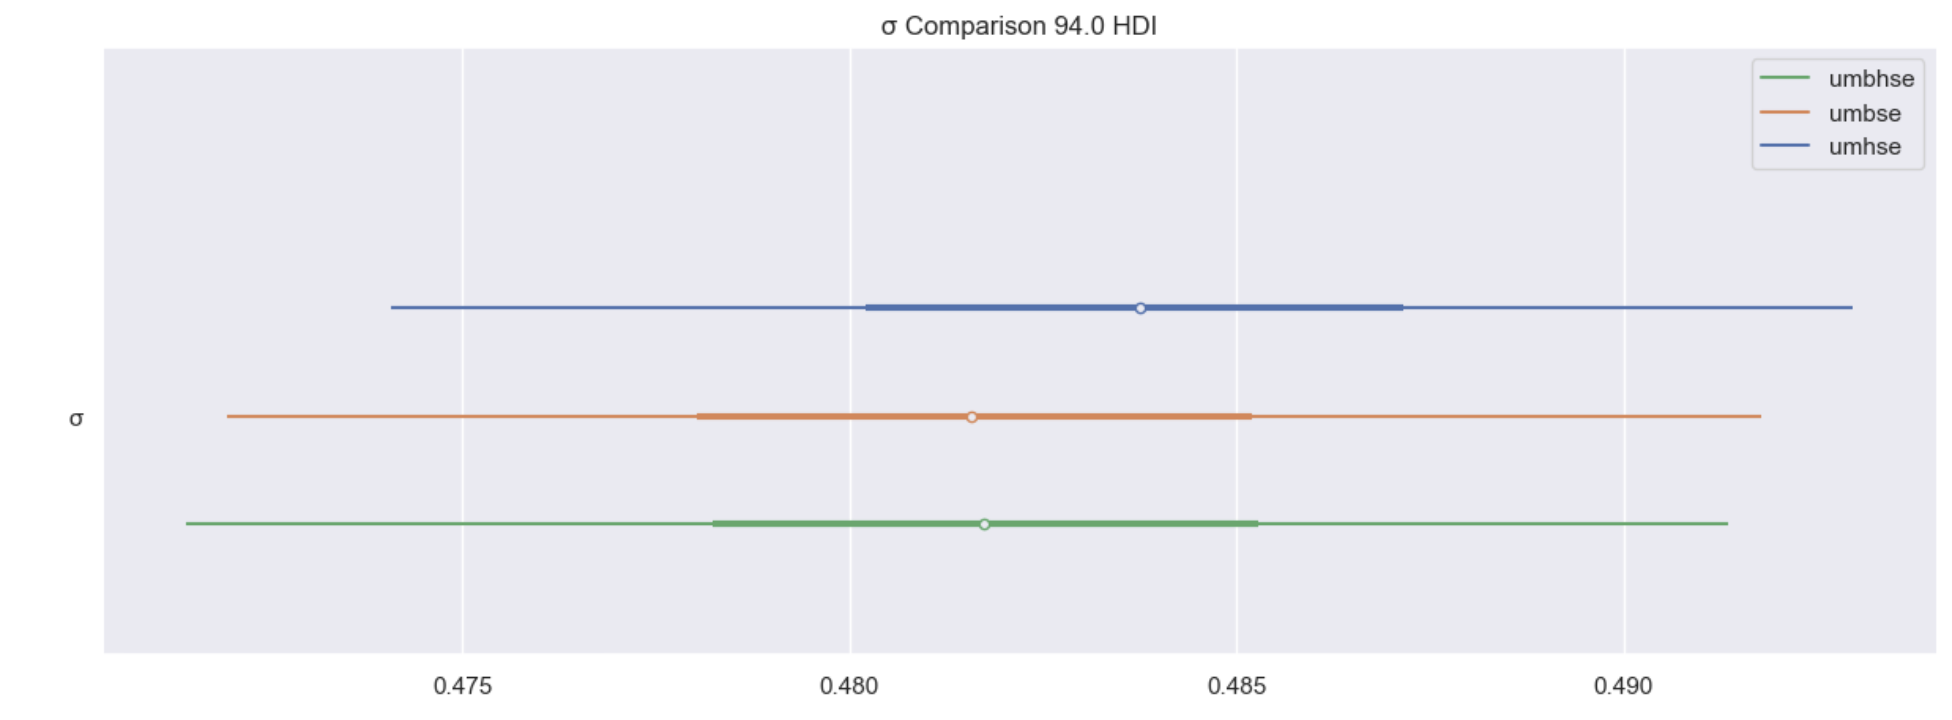 σ Comparison 94.0 HDI
umbhse
umbse
umhse
σ
0.475 0.480 0.485 0.490